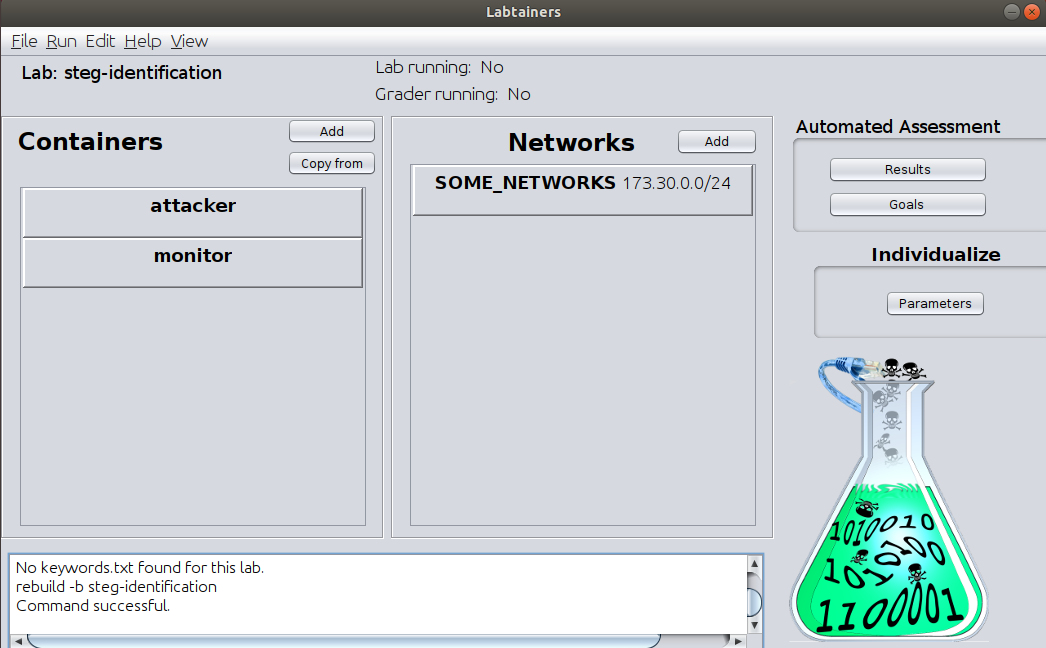 Labtainers
File Run Edit Help View
Lab: steg-identification
Lab running: No
Grader running: No
Containers
Add
Copy from
attacker
monitor
Networks
Add
SOME_NETWORKS 173.30.0.0/24
Automated Assessment
Results
Goals
Individualize
Parameters
No keywords.txt found for this lab.
rebuild -b steg-identification
Command successful.
1010010
1010100
1100001